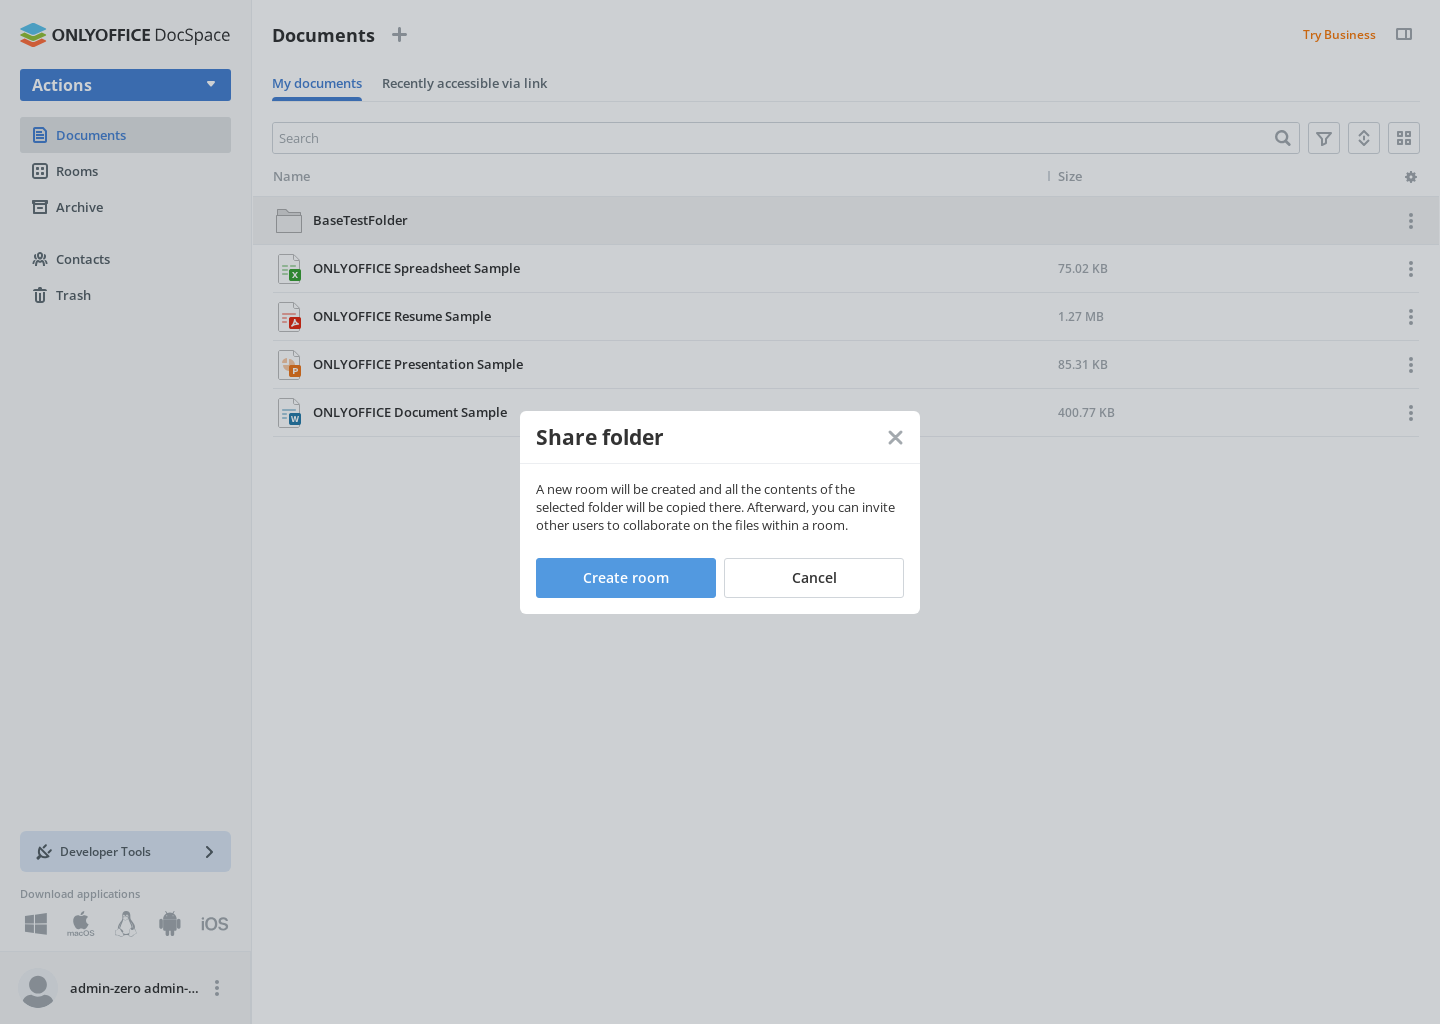 ONLYOFFICE DocSpace
Documents
Try Business
Actions
My documents
Recently accessible via link
Documents
Search
Rooms
Name
Size
Archive
BaseTestFolder
Contacts
ONLYOFFICE Spreadsheet Sample
75.02 KB
Trash
ONLYOFFICE Resume Sample
1.27 MB
ONLYOFFICE Presentation Sample
85.31 KB
ONLYOFFICE Document Sample
400.77 KB
Share folder
A new room will be created and all the contents of the
selected folder will be copied there. Afterward, you can invite
other users to collaborate on the files within a room.
Create room
Cancel
Developer Tools
Download applications
macOS
iOS
admin-zero admin-...